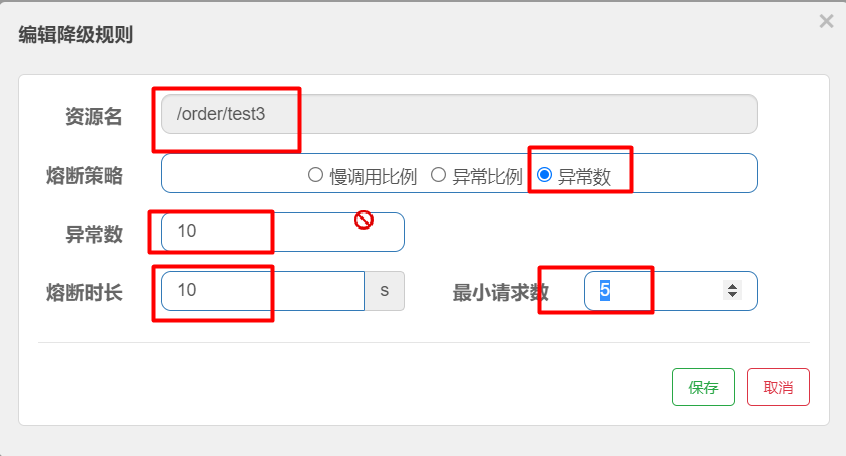 编辑降级规则 ×
资源名 /order/test3
熔断策略 慢调用比例 异常比例 异常数
异常数 10
熔断时长 10 s 最小请求数 5
保存 取消